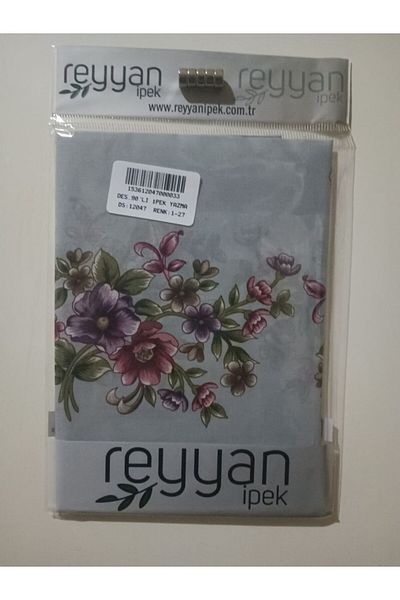 reyyan
ipek
reyyan
ipek
www.reyyanipek.com.tr
153612047000033
DES.90'LI İPEK YAZMA
DS:12047 RENK:1-27
reyyan
ipek